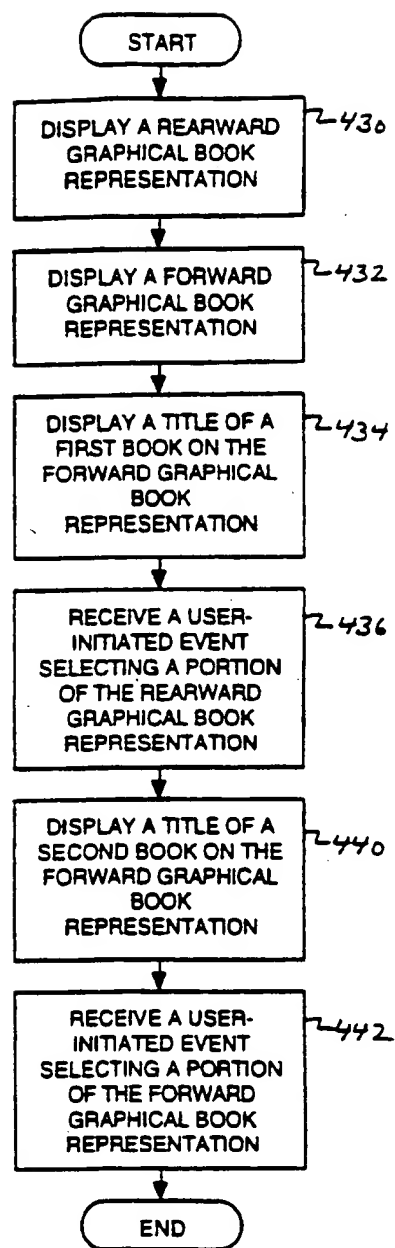 START
DISPLAY A REARWARD
430
GRAPHICAL BOOK
REPRESENTATION
DISPLAY A FORWARD
432
GRAPHICAL BOOK
REPRESENTATION
DISPLAY A TITLE OF A
434
FIRST BOOK ON THE
FORWARD GRAPHICAL
BOOK
REPRESENTATION
RECEIVE A USER-
436
INITIATED EVENT
SELECTING A PORTION
OF THE REARWARD
GRAPHICAL BOOK
REPRESENTATION
DISPLAY A TITLE OF A
440
SECOND BOOK ON THE
FORWARD GRAPHICAL
BOOK
REPRESENTATION
RECEIVE A USER-
442
INITIATED EVENT
SELECTING A PORTION
OF THE FORWARD
GRAPHICAL BOOK
REPRESENTATION
END